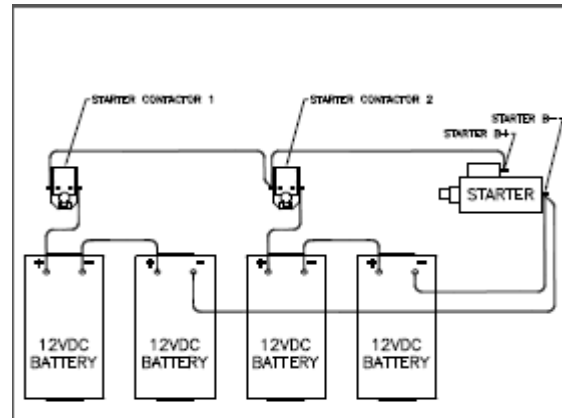 STARTER CONTACTOR 1
STARTER CONTACTOR 2
STARTER B-
STARTER B+
STARTER
+ -
+ -
+ -
+ -
12VDC
BATTERY
12VDC
BATTERY
12VDC
BATTERY
12VDC
BATTERY